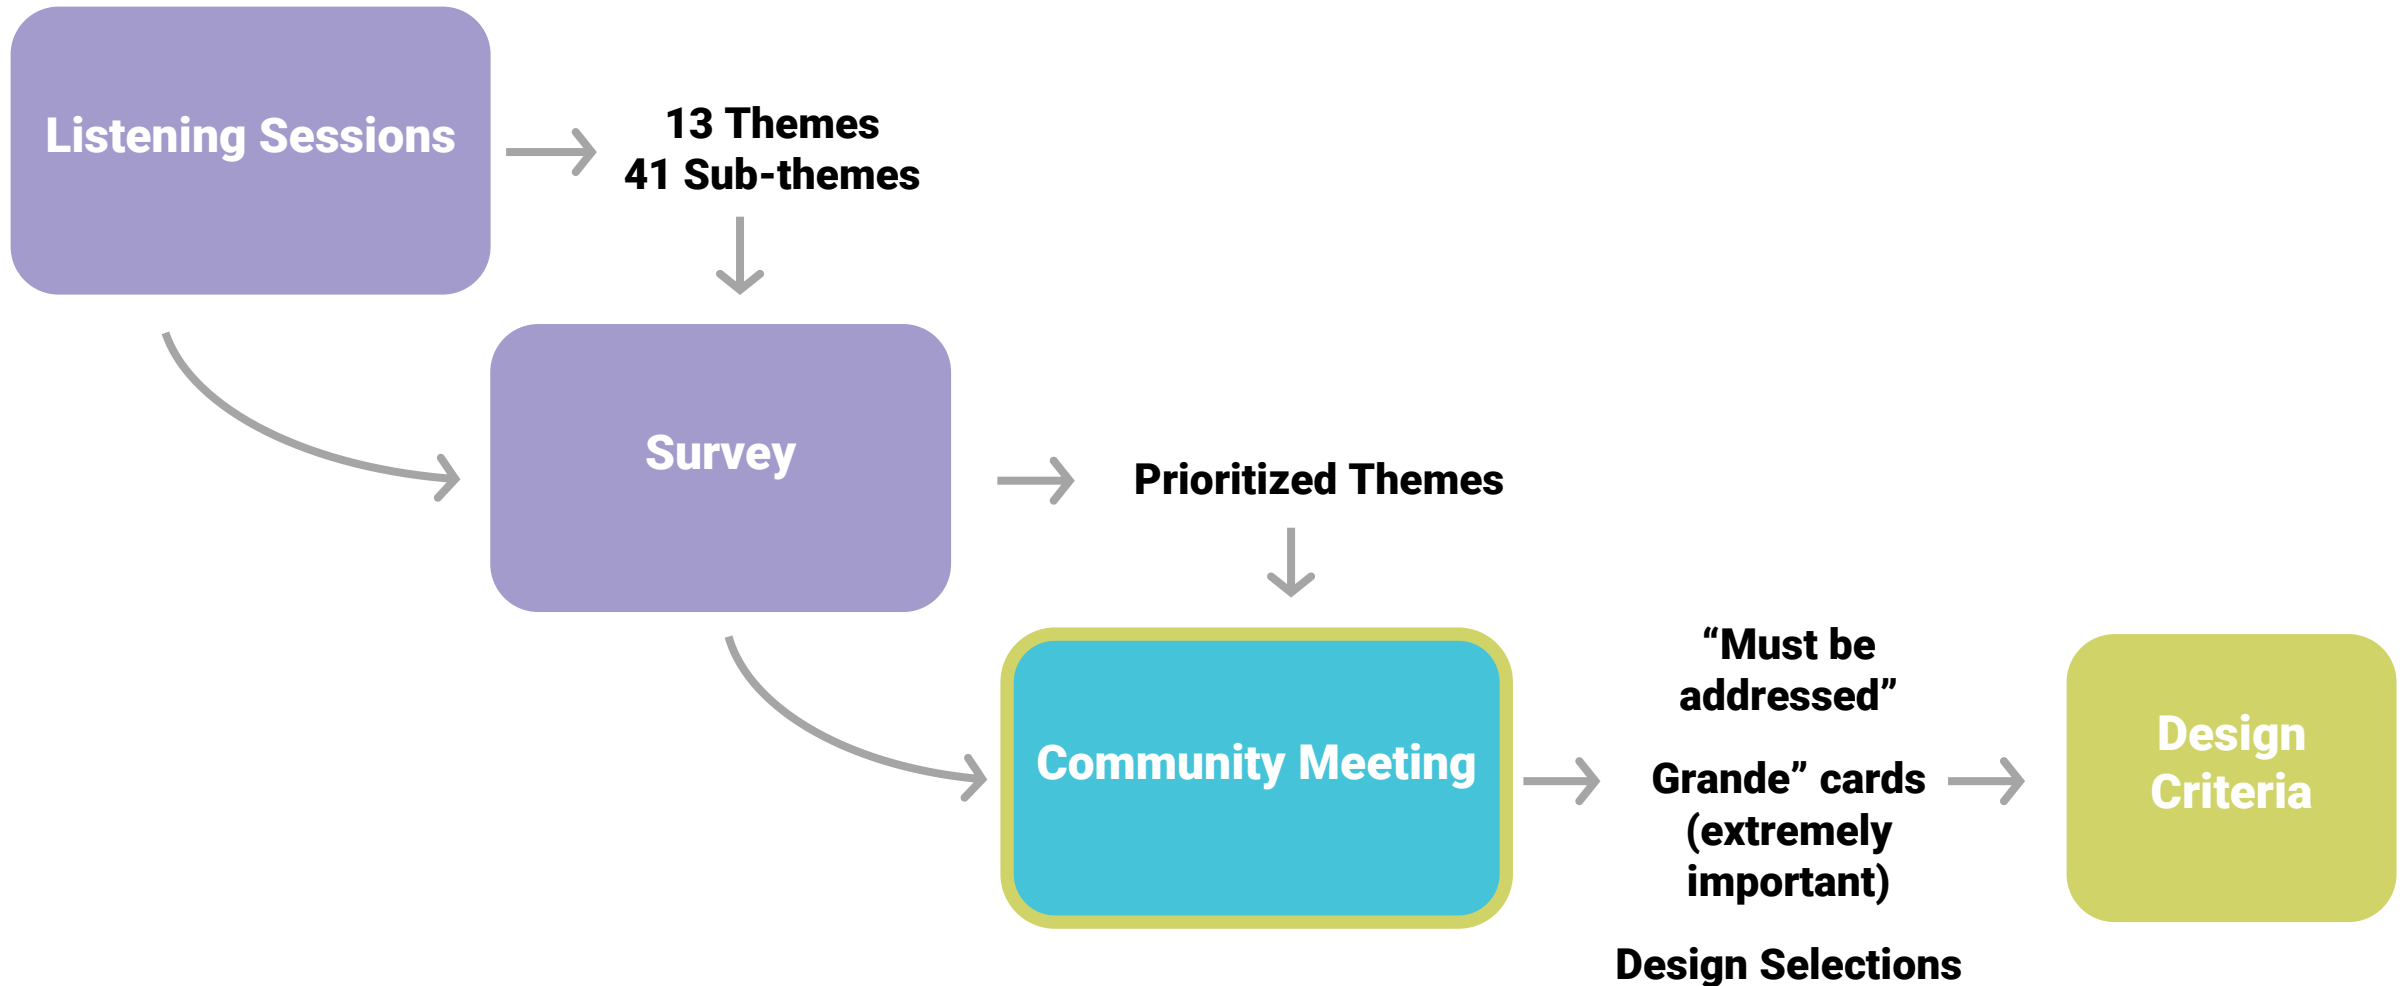 Listening Sessions
13 Themes
41 Sub-themes
Survey
Prioritized Themes
Community Meeting
“Must be
addressed”
Grande” cards
(extremely
important)
Design Selections
Design
Criteria